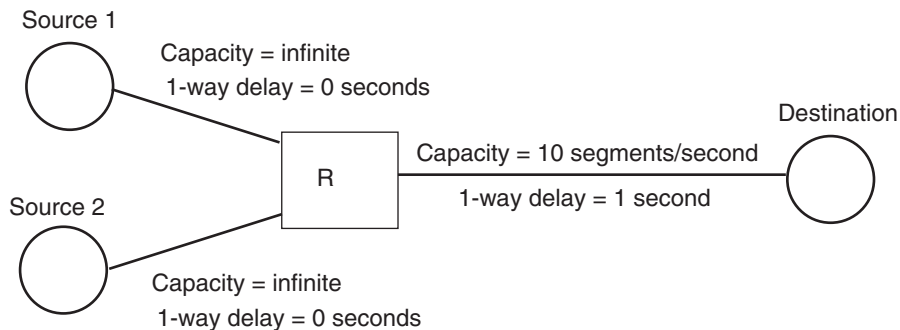 Source 1
Capacity = infinite
1-way delay = 0 seconds
Destination
Capacity = 10 segments/second
R
1-way delay = 1 second
Source 2
Capacity = infinite
1-way delay = 0 seconds